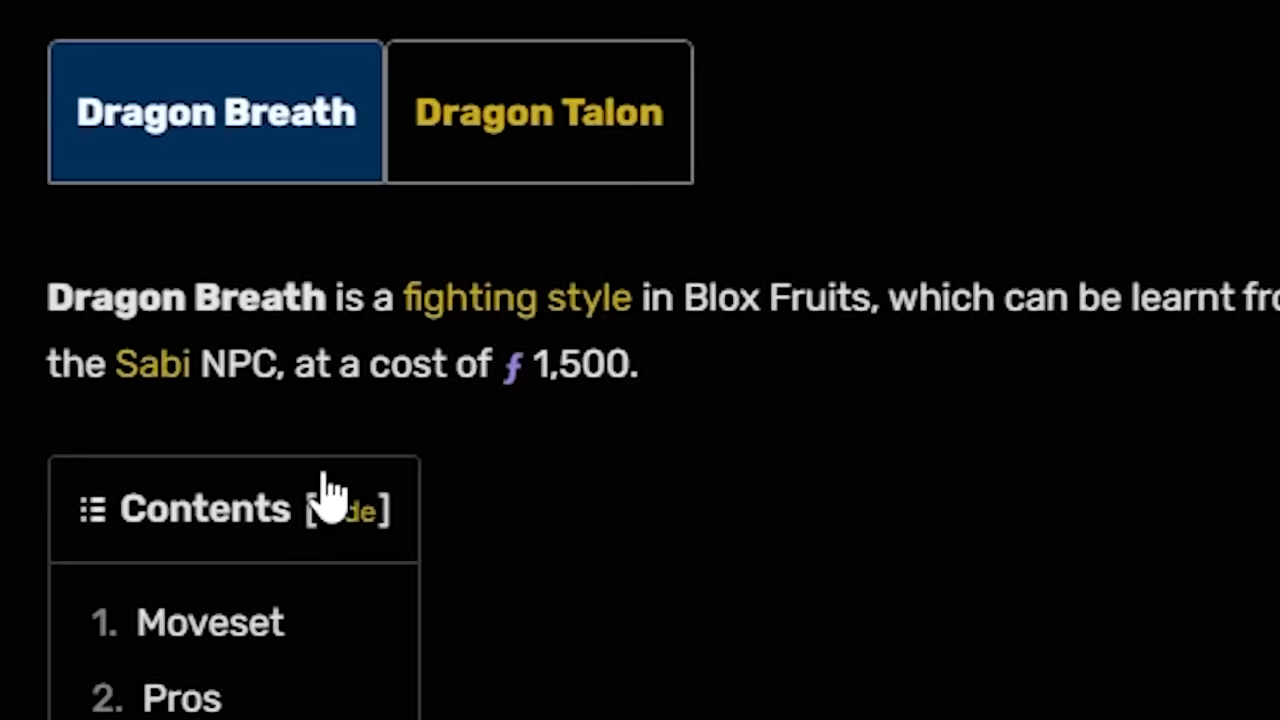 Dragon Breath Dragon Talon
Dragon Breath is a fighting style in Blox Fruits, which can be learnt
the Sabi NPC, at a cost of ƒ 1,500.
Contents [ de]
1. Moveset
2. Pros